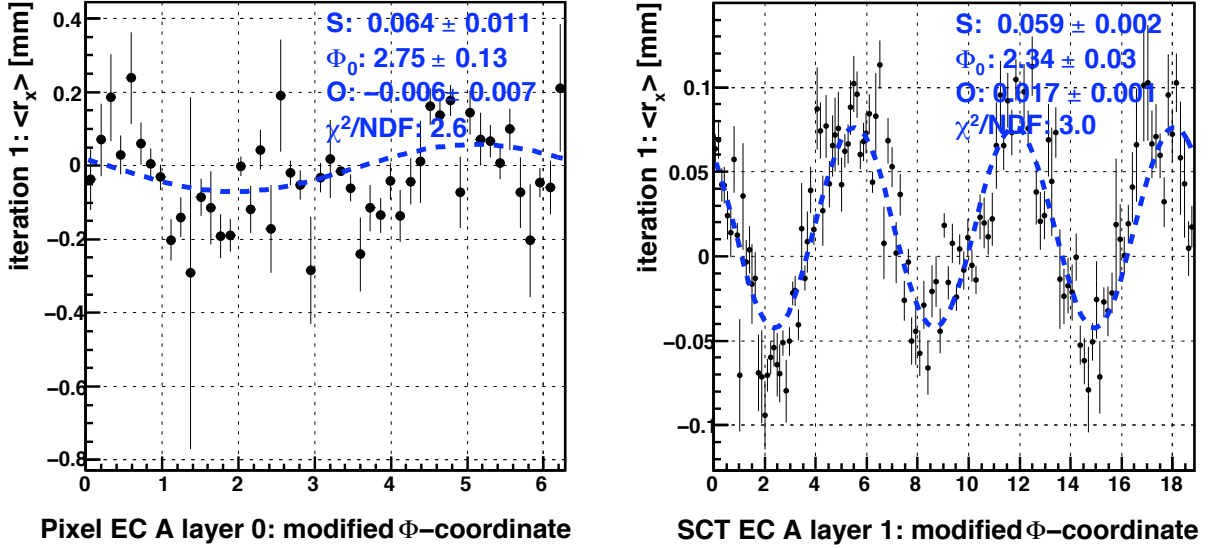 S: 0.064 ± 0.011
Φ0: 2.75 ± 0.13
O: −0.006± 0.007
χ2/NDF: 2.6
iteration 1: <rx> [mm]
0.4
0.2
0
−0.2
−0.4
−0.6
−0.8
0 1 2 3 4 5 6
Pixel EC A layer 0: modified Φ−coordinate
S: 0.059 ± 0.002
Φ0: 2.34 ± 0.03
O: 0.017 ± 0.001
χ2/NDF: 3.0
iteration 1: <rx> [mm]
0.1
0.05
0
−0.05
−0.1
0 2 4 6 8 10 12 14 16 18
SCT EC A layer 1: modified Φ−coordinate